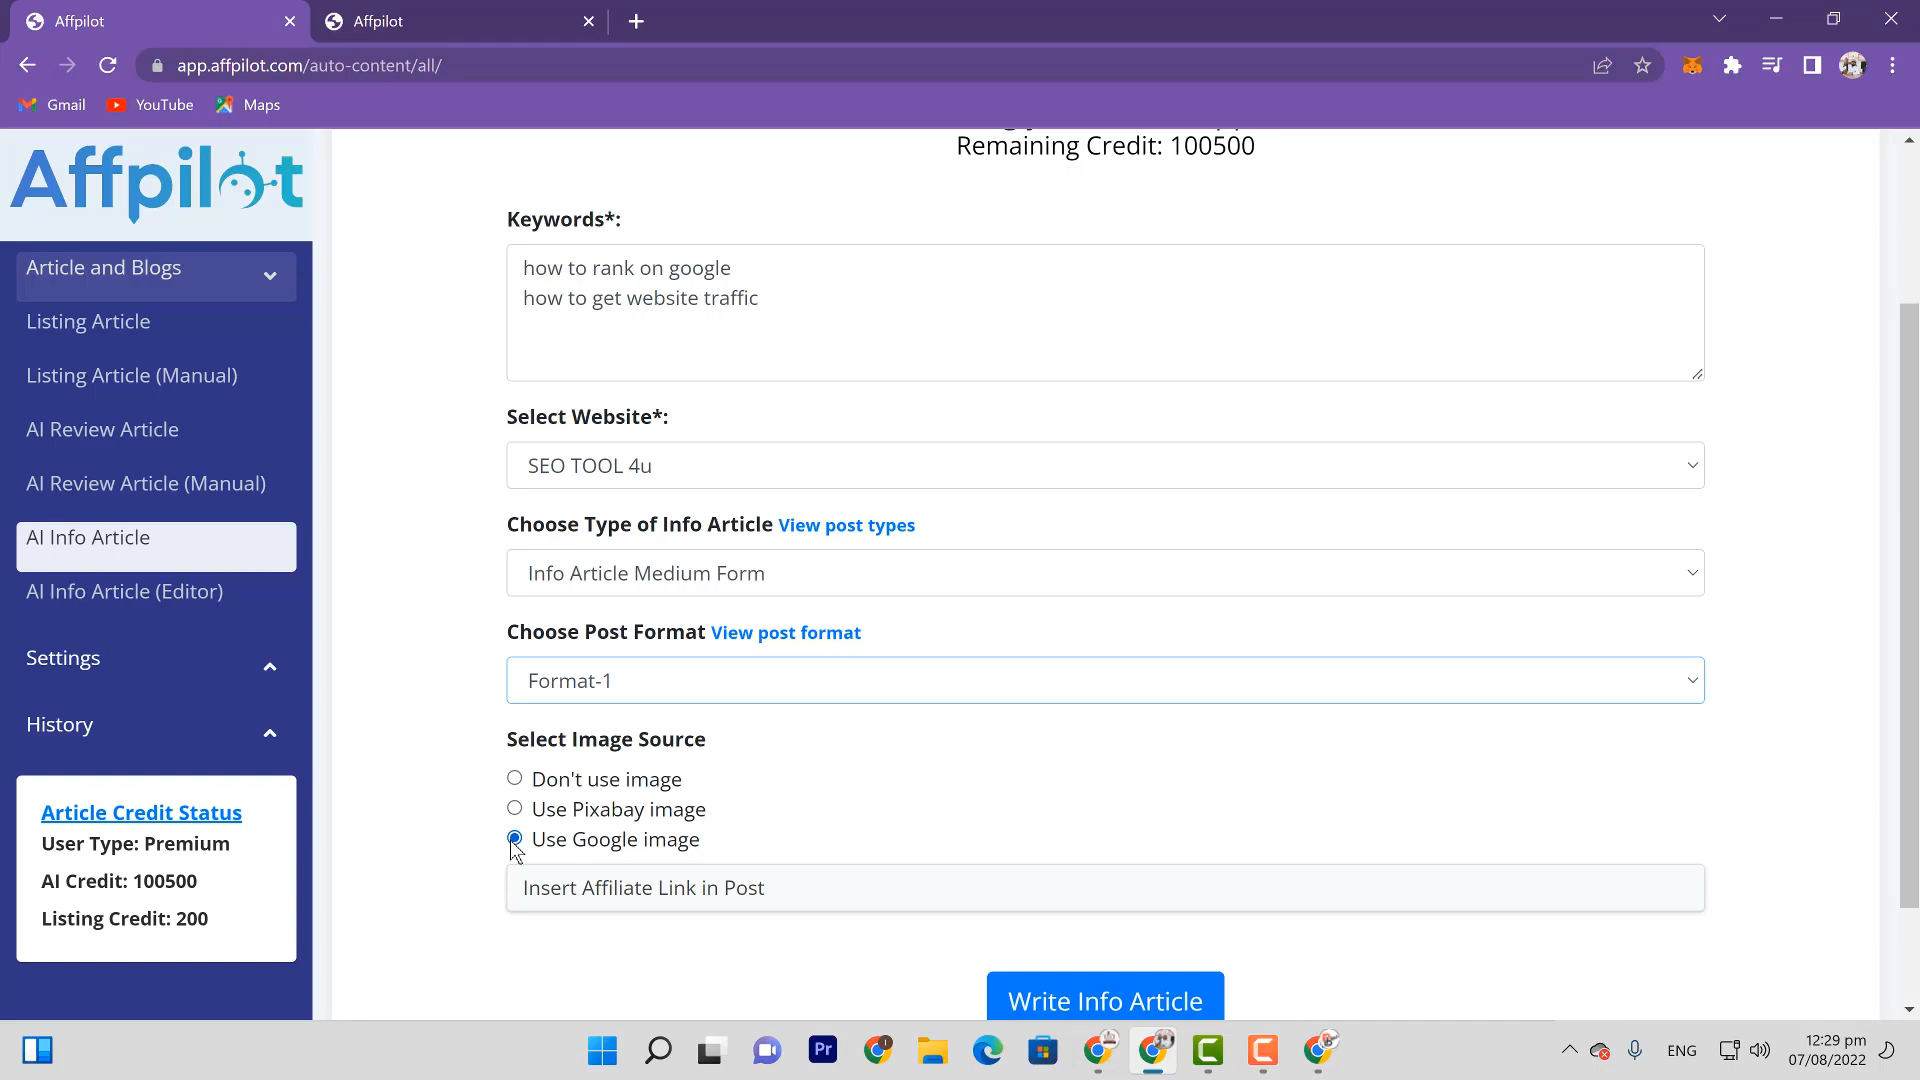 Affpilot
Affpilot
app.affpilot.com/auto-content/all/
Gmail
YouTube
Maps
Affpilot
Article and Blogs
Listing Article
Listing Article (Manual)
AI Review Article
AI Review Article (Manual)
AI Info Article
AI Info Article (Editor)
Settings
History
Article Credit Status
User Type: Premium
AI Credit: 100500
Listing Credit: 200
Remaining Credit: 100500
Keywords*:
how to rank on google
how to get website traffic
Select Website*:
SEO TOOL 4u
Choose Type of Info Article View post types
Info Article Medium Form
Choose Post Format View post format
Format-1
Select Image Source
Don't use image
Use Pixabay image
Use Google image
Insert Affiliate Link in Post
Write Info Article
Pr
ENG
12:29 pm
07/08/2022